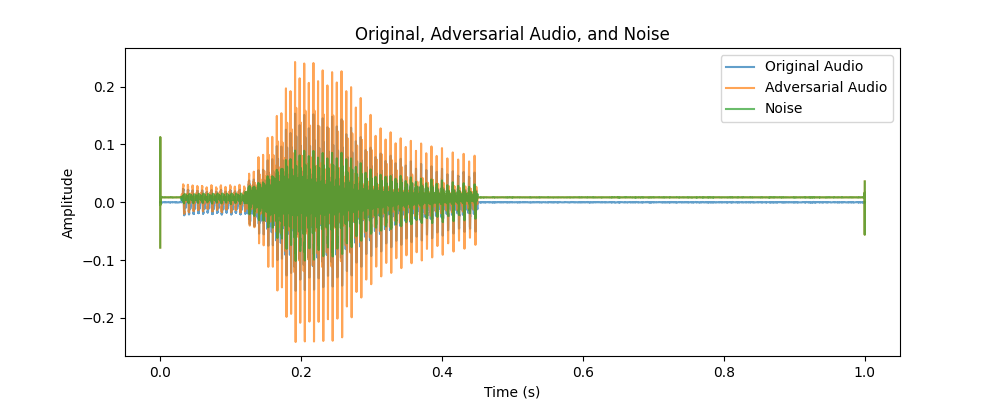 Original, Adversarial Audio, and Noise
Original Audio
Adversarial Audio
Noise
Amplitude
0.2
0.1
0.0
−0.1
−0.2
0.0 0.2 0.4 0.6 0.8 1.0
Time (s)